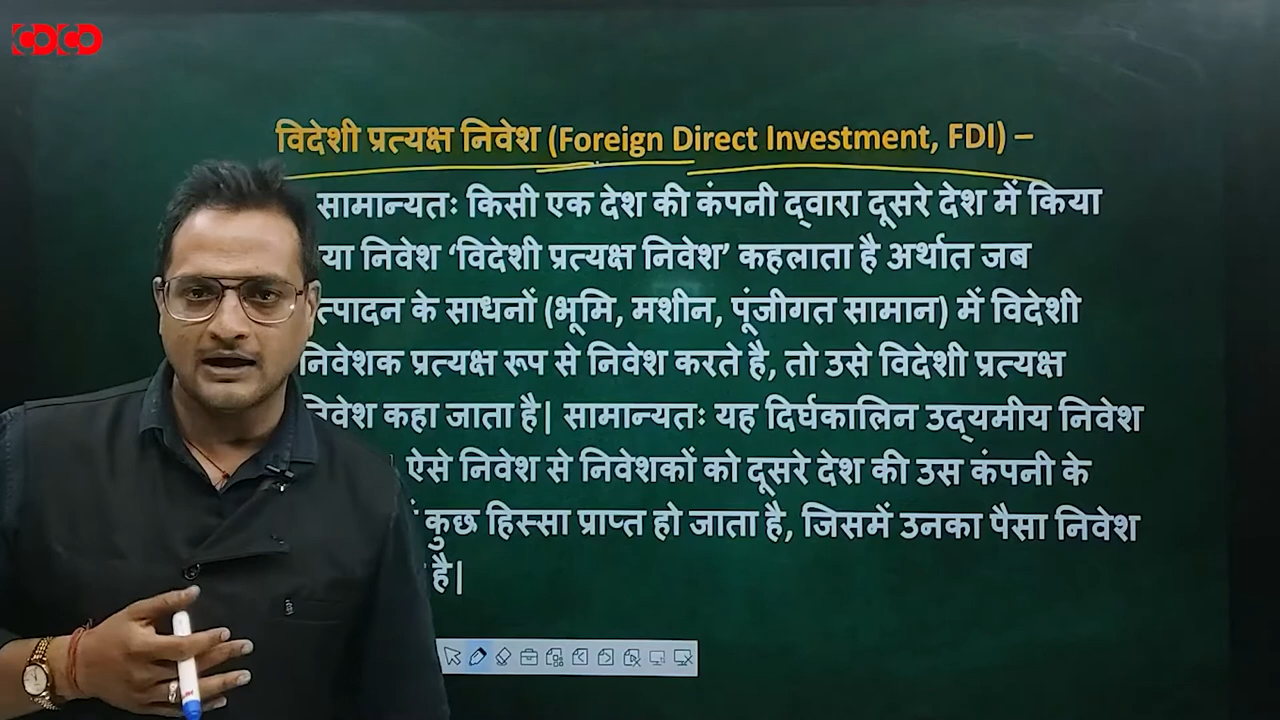 COCO
विदेशी प्रत्यक्ष निवेश (Foreign Direct Investment, FDI) –
सामान्यतः किसी एक देश की कंपनी द्वारा दूसरे देश में किया
निवेश ‘विदेशी प्रत्यक्ष निवेश’ कहलाता है अर्थात जब
के साधनों (भूमि, मशीन, पूंजीगत सामान) में विदेशी
निवेशक प्रत्यक्ष रूप से निवेश करते है, तो उसे विदेशी प्रत्यक्ष
कहा जाता है| सामान्यतः यह दिर्घकालिन उद्यमीय निवेश
ऐसे निवेश से निवेशकों को दूसरे देश की उस कंपनी के
कुछ हिस्सा प्राप्त हो जाता है, जिसमें उनका पैसा निवेश
है|